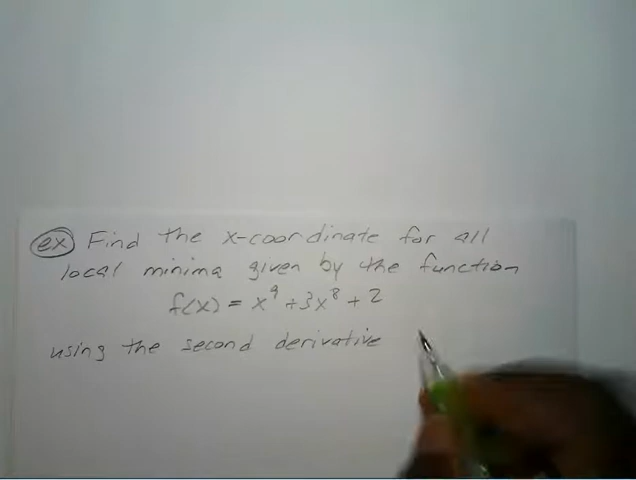 ex Find the x-coordinate for all
local minima given by the function
f(x) = x⁹ + 3x⁸ + 2
using the second derivative